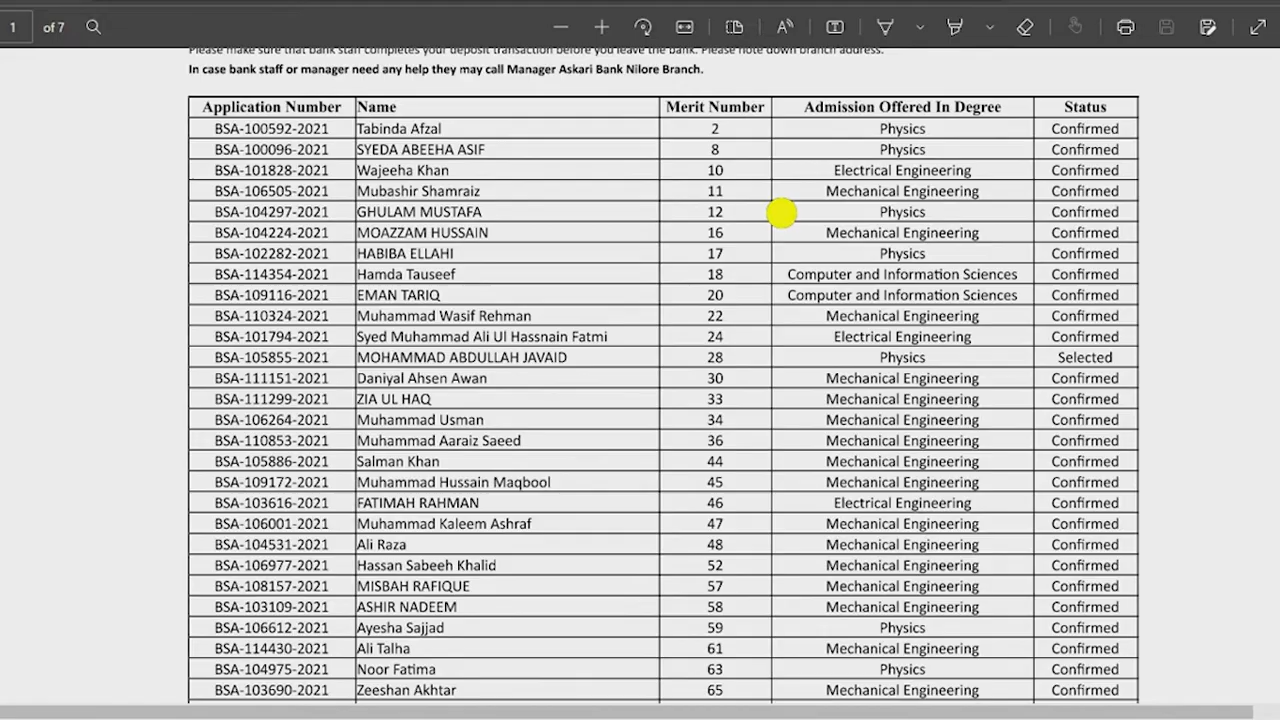 1 of 7
Please make sure that bank staff completes your deposit transaction before you leave the bank. Please note down branch address.
In case bank staff or manager need any help they may call Manager Askari Bank Nilore Branch.
Application Number Name Merit Number Admission Offered In Degree Status
BSA-100592-2021 Tabinda Afzal 2 Physics Confirmed
BSA-100096-2021 SYEDA ABEEHA ASIF 8 Physics Confirmed
BSA-101828-2021 Wajeeha Khan 10 Electrical Engineering Confirmed
BSA-106505-2021 Mubashir Shamraiz 11 Mechanical Engineering Confirmed
BSA-104297-2021 GHULAM MUSTAFA 12 Physics Confirmed
BSA-104224-2021 MOAZZAM HUSSAIN 16 Mechanical Engineering Confirmed
BSA-102282-2021 HABIBA ELLAHI 17 Physics Confirmed
BSA-114354-2021 Hamda Tauseef 18 Computer and Information Sciences Confirmed
BSA-109116-2021 EMAN TARIQ 20 Computer and Information Sciences Confirmed
BSA-110324-2021 Muhammad Wasif Rehman 22 Mechanical Engineering Confirmed
BSA-101794-2021 Syed Muhammad Ali Ul Hassnain Fatmi 24 Electrical Engineering Confirmed
BSA-105855-2021 MOHAMMAD ABDULLAH JAVAID 28 Physics Selected
BSA-111151-2021 Daniyal Ahsen Awan 30 Mechanical Engineering Confirmed
BSA-111299-2021 ZIA UL HAQ 33 Mechanical Engineering Confirmed
BSA-106264-2021 Muhammad Usman 34 Mechanical Engineering Confirmed
BSA-110853-2021 Muhammad Aaraiz Saeed 36 Mechanical Engineering Confirmed
BSA-105886-2021 Salman Khan 44 Mechanical Engineering Confirmed
BSA-109172-2021 Muhammad Hussain Maqbool 45 Mechanical Engineering Confirmed
BSA-103616-2021 FATIMAH RAHMAN 46 Electrical Engineering Confirmed
BSA-106001-2021 Muhammad Kaleem Ashraf 47 Mechanical Engineering Confirmed
BSA-104531-2021 Ali Raza 48 Mechanical Engineering Confirmed
BSA-106977-2021 Hassan Sabeeh Khalid 52 Mechanical Engineering Confirmed
BSA-108157-2021 MISBAH RAFIQUE 57 Mechanical Engineering Confirmed
BSA-103109-2021 ASHIR NADEEM 58 Mechanical Engineering Confirmed
BSA-106612-2021 Ayesha Sajjad 59 Physics Confirmed
BSA-114430-2021 Ali Talha 61 Mechanical Engineering Confirmed
BSA-104975-2021 Noor Fatima 63 Physics Confirmed
BSA-103690-2021 Zeeshan Akhtar 65 Mechanical Engineering Confirmed